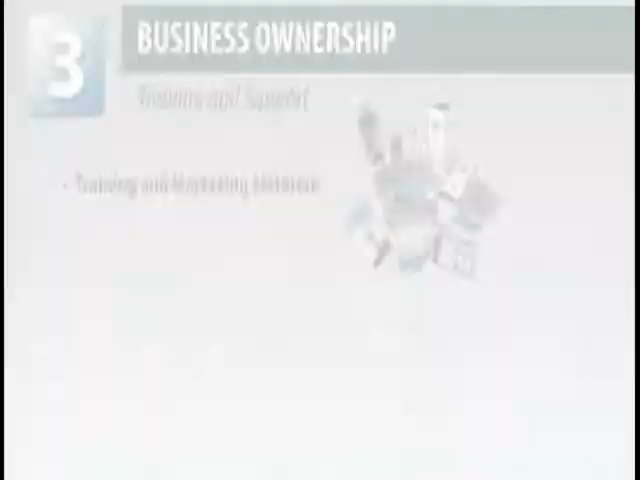 3
BUSINESS OWNERSHIP
Training and Support
• Training and Marketing Materials